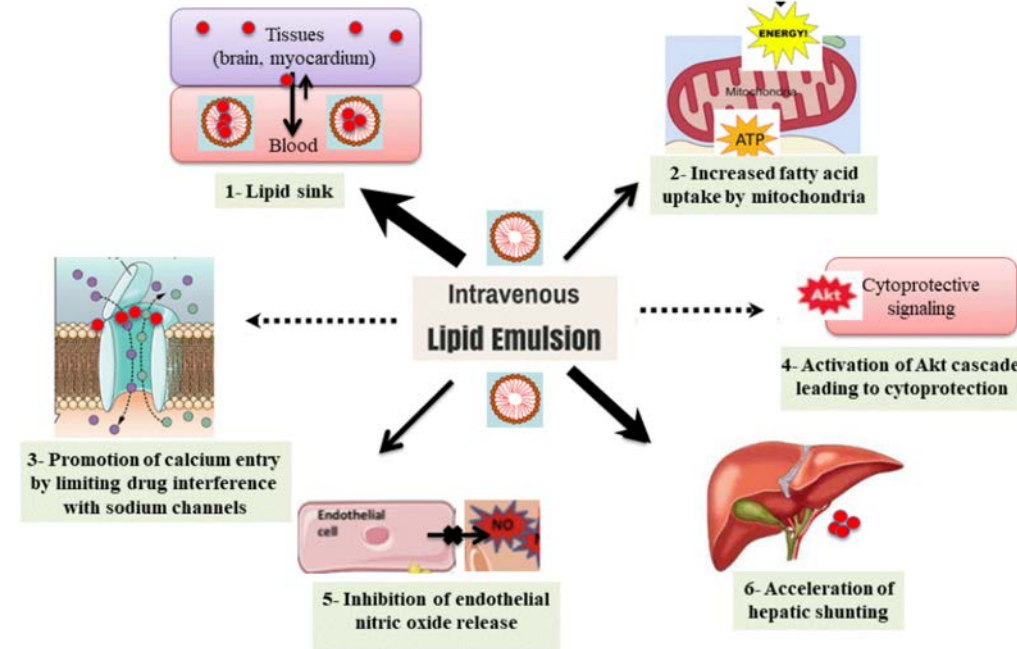 Tissues
(brain, myocardium)
Blood
1- Lipid sink
ENERGY!
Mitochondria
ATP
2- Increased fatty acid
uptake by mitochondria
Intravenous
Lipid Emulsion
3- Promotion of calcium entry
by limiting drug interference
with sodium channels
Akt
Cytoprotective
signaling
4- Activation of Akt cascade
leading to cytoprotection
Endothelial
cell
NO
5- Inhibition of endothelial
nitric oxide release
6- Acceleration of
hepatic shunting